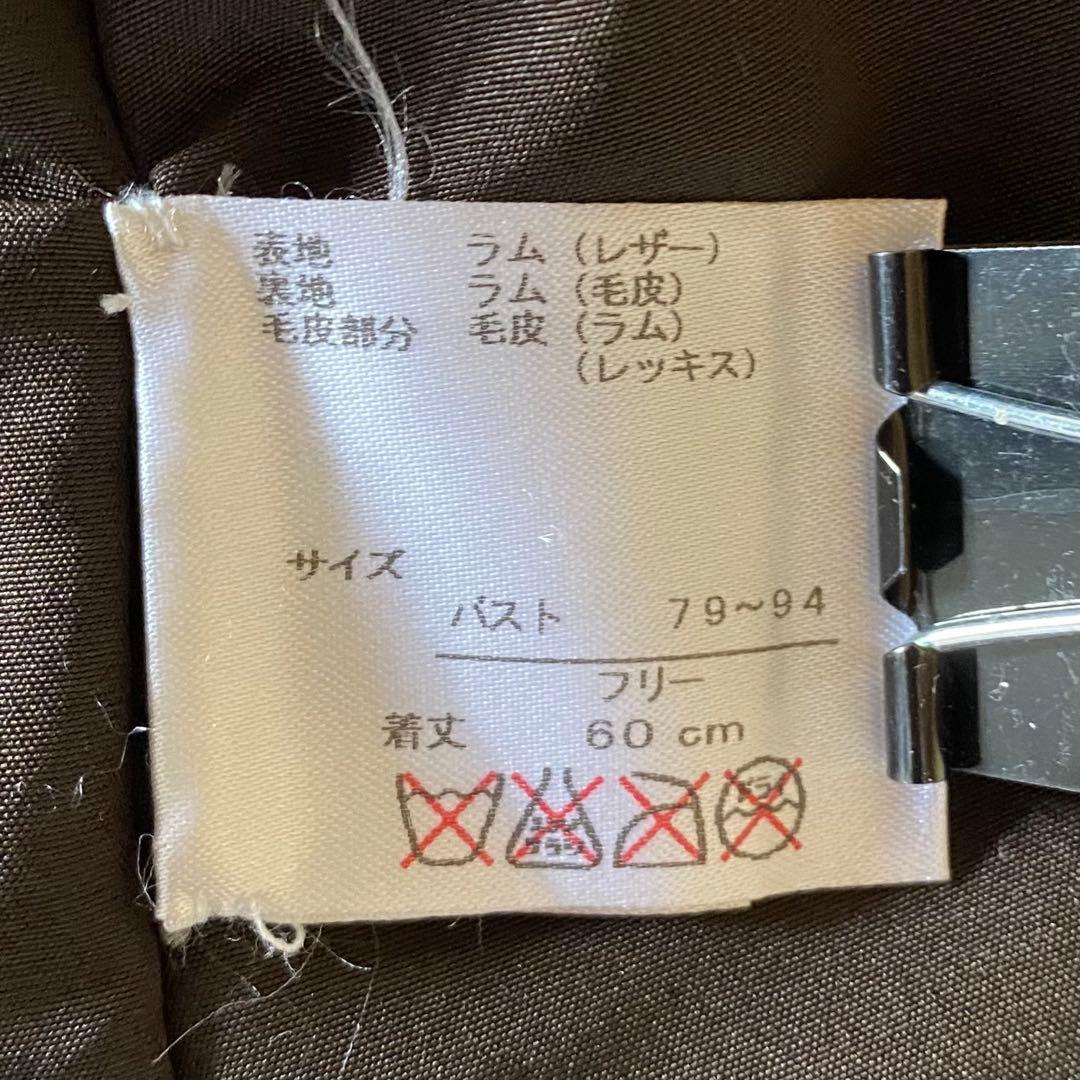 表地 ラム (レザー)
裏地 ラム (毛皮)
毛皮部分 毛皮 (ラム)
(レッキス)
サイズ
バスト 79~94
フリー
着丈 60 cm